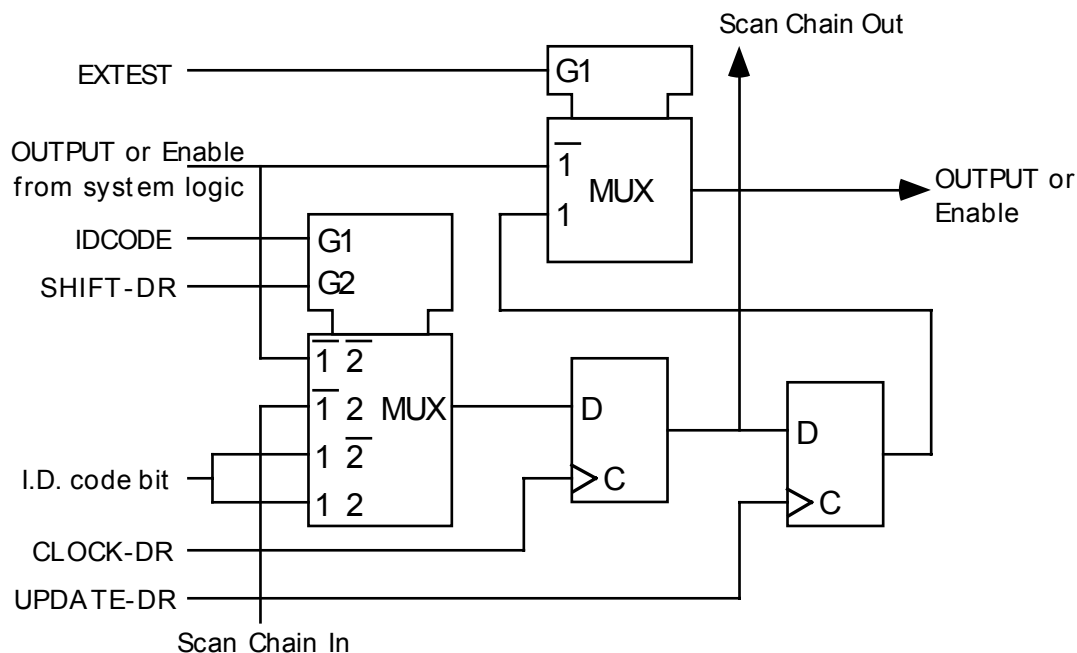 Scan Chain Out
EXTEST
G1
OUTPUT or Enable
from system logic
1
MUX
1
OUTPUT or
Enable
IDCODE
G1
SHIFT-DR
G2
1 2
1 2 MUX
1 2
1 2
D
C
D
C
I.D. code bit
CLOCK-DR
UPDATE-DR
Scan Chain In